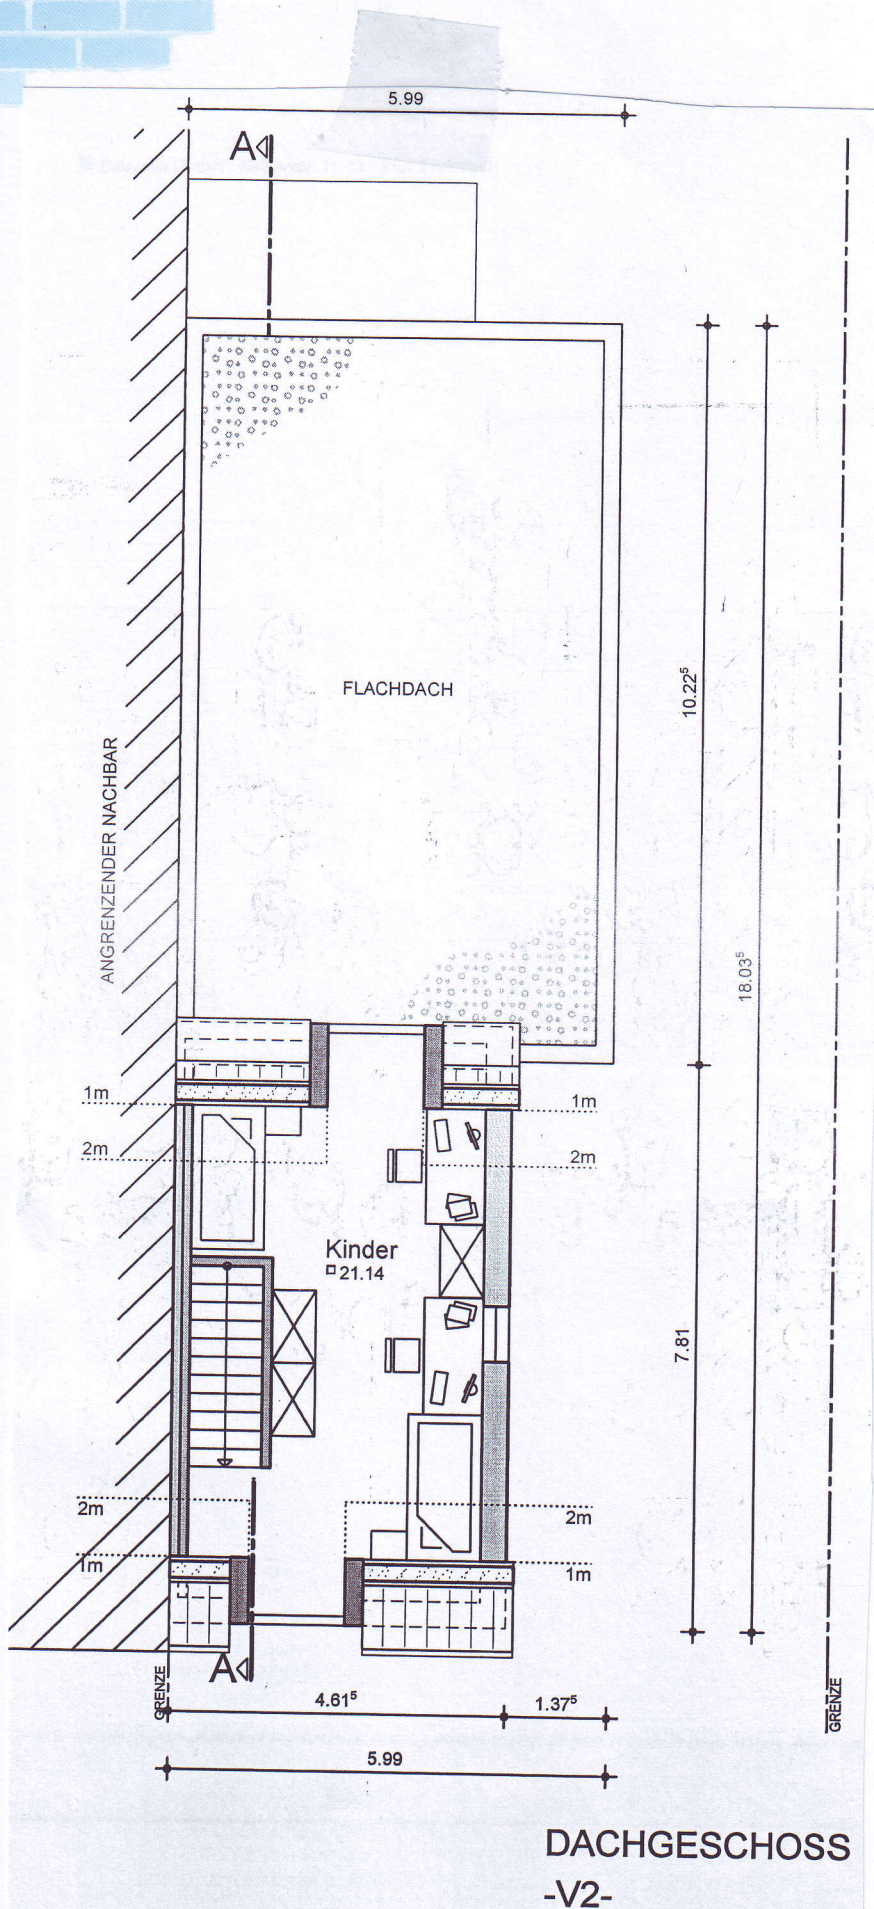 5.99
A
FLACHDACH
ANGRENZENDER NACHBAR
10.22⁵
18.03⁵
1m
1m
2m
2m
Kinder
21.14
7.81
2m
2m
1m
1m
A
GRENZE
GRENZE
4.61⁵
1.37⁵
5.99
DACHGESCHOSS
-V2-